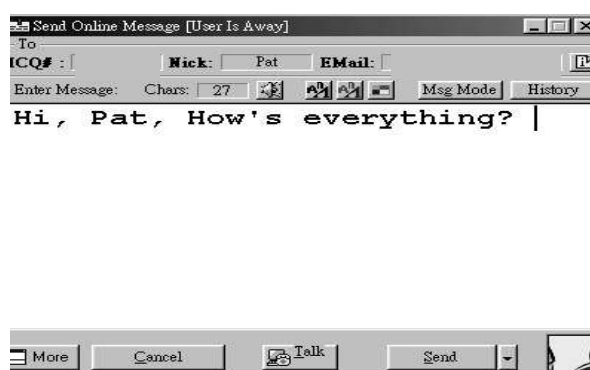 Send Online Message [User Is Away]
To
ICQ# : Nick: Pat EMail:
Enter Message: Chars: 27 Msg Mode History
Hi, Pat, How's everything?
More Cancel Talk Send